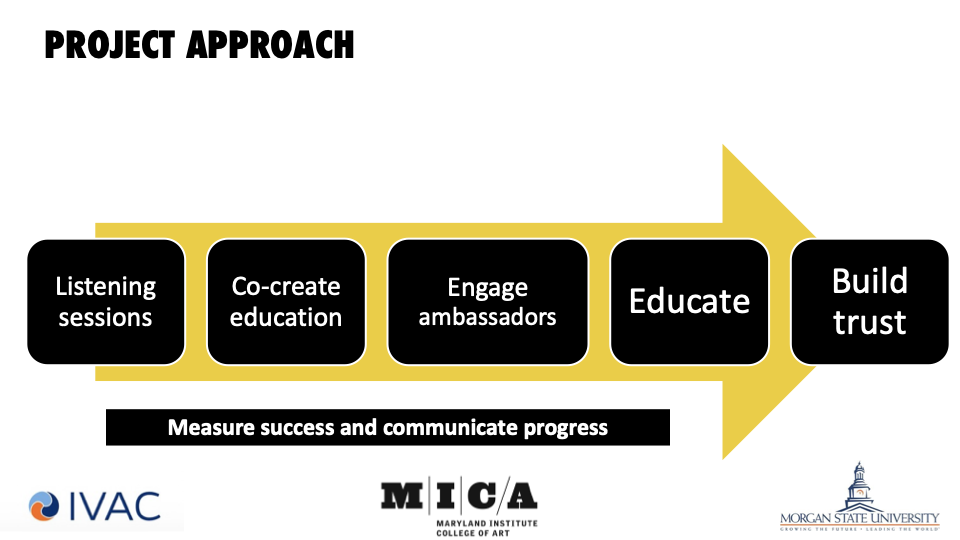 PROJECT APPROACH
Listening
sessions
Co-create
education
Engage
ambassadors
Educate
Build
trust
Measure success and communicate progress
IVAC
M|I|C|A
MARYLAND INSTITUTE
COLLEGE OF ART
MORGAN STATE UNIVERSITY
GROWING THE FUTURE • LEADING THE WORLD